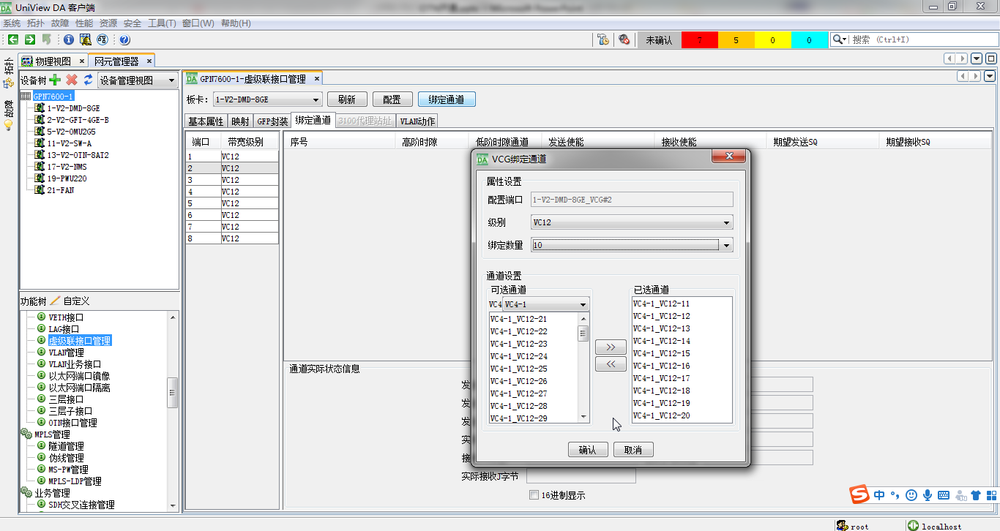 UniView DA 客户端
系统 拓扑 故障 性能 资源 安全 工具(T) 窗口(W) 帮助(H)
未确认 7 5 0 0 搜索 (Ctrl+I)
拓扑
故障
物理视图 × 网元管理器 ×
设备树 设备管理视图
GPN7600-1
1-V2-DMD-8GE
2-V2-GFT-4GE-B
5-V2-OMU2G5
11-V2-SW-A
13-V2-OTN-8AT2
17-V2-NMS
19-PWU220
21-FAN
功能树 自定义
VETH接口
LAG接口
虚级联接口管理
VLAN管理
VLAN业务接口
以太网端口镜像
以太网端口隔离
三层接口
三层子接口
OTN接口管理
MPLS管理
隧道管理
伪线管理
MS-PW管理
MPLS-LDP管理
业务管理
SDH交叉连接管理
DA GPN7600-1-虚级联接口管理 ×
板卡: 1-V2-DMD-8GE 刷新 配置 绑定通道
基本属性 映射 GFP封装 绑定通道 3100代理站址 VLAN动作
端口 带宽级别
1 VC12
2 VC12
3 VC12
4 VC12
5 VC12
6 VC12
7 VC12
8 VC12
序号 高阶时隙 低阶时隙通道 发送使能 接收使能 期望发送SQ 期望接收SQ
通道实际状态信息
发
发
发
实
接
实际接收J字节
16进制显示
DA VCG绑定通道
属性设置
配置端口 1-V2-DMD-8GE_VCG#2
级别 VC12
绑定数量 10
通道设置
可选通道
VC4 VC4-1
VC4-1_VC12-21
VC4-1_VC12-22
VC4-1_VC12-23
VC4-1_VC12-24
VC4-1_VC12-25
VC4-1_VC12-26
VC4-1_VC12-27
VC4-1_VC12-28
VC4-1_VC12-29
>>
<<
已选通道
VC4-1_VC12-11
VC4-1_VC12-12
VC4-1_VC12-13
VC4-1_VC12-14
VC4-1_VC12-15
VC4-1_VC12-16
VC4-1_VC12-17
VC4-1_VC12-18
VC4-1_VC12-19
VC4-1_VC12-20
确认 取消
中
root localhost